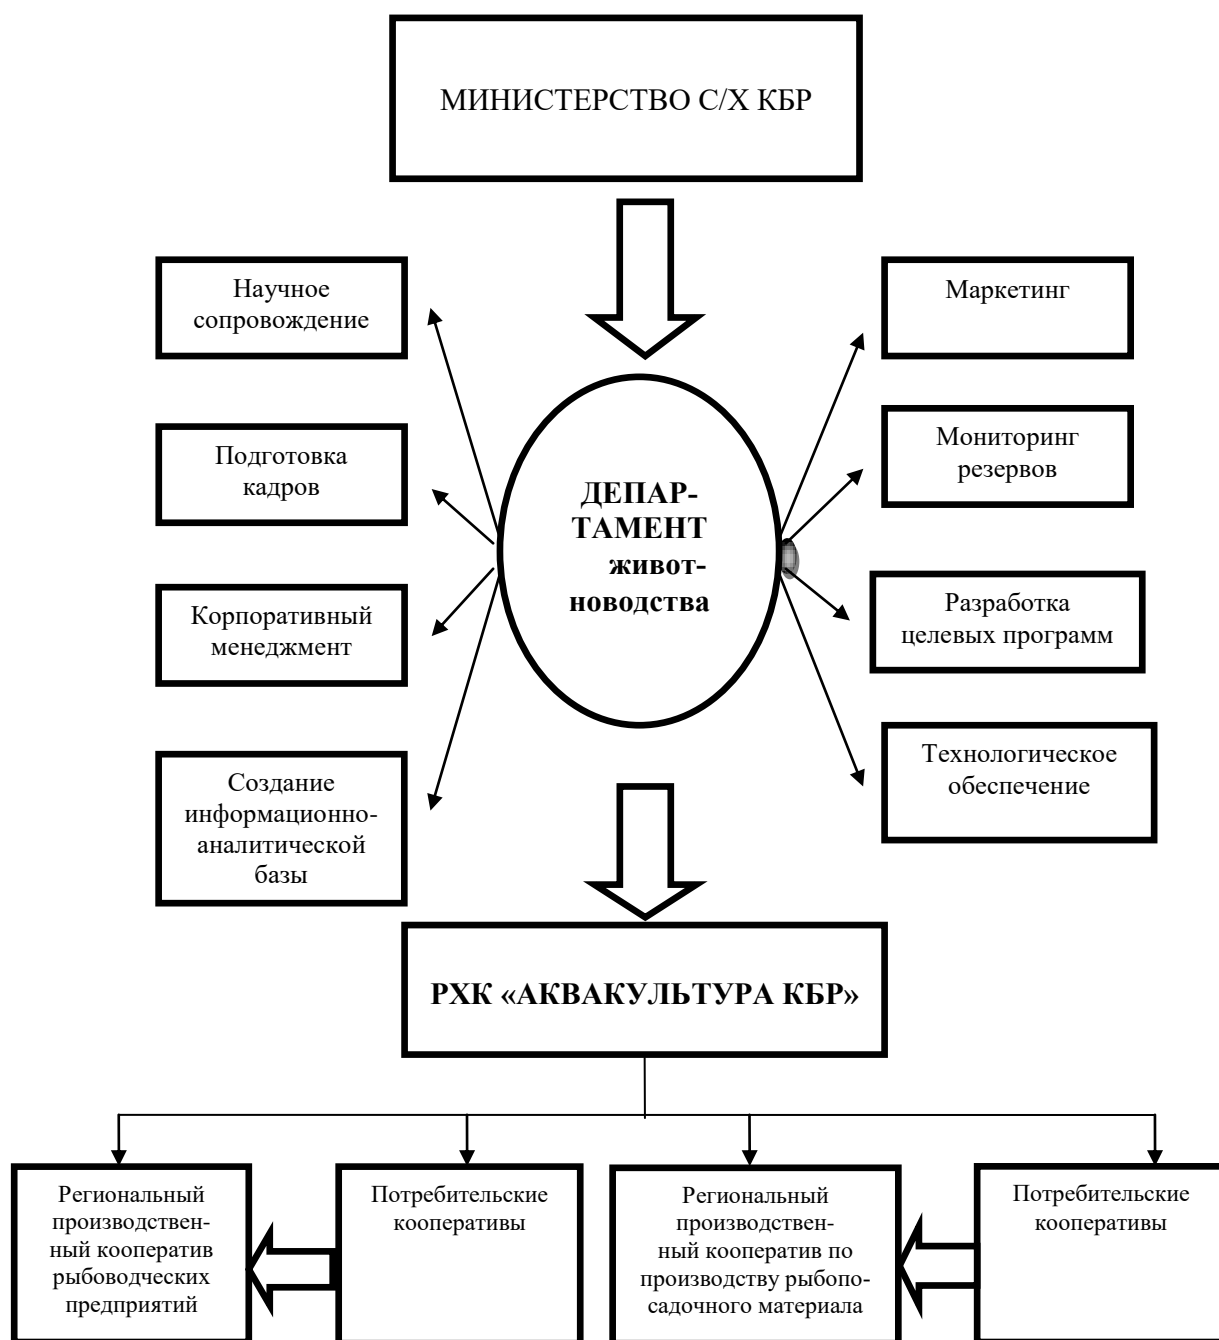 МИНИСТЕРСТВО С/Х КБР
Научное
сопровождение
Подготовка
кадров
Корпоративный
менеджмент
Создание
информационно-
аналитической
базы
ДЕПАР-
ТАМЕНТ
живот-
новодства
Маркетинг
Мониторинг
резервов
Разработка
целевых программ
Технологическое
обеспечение
РХК «АКВАКУЛЬТУРА КБР»
Региональный
производствен-
ный кооператив
рыбоводческих
предприятий
Потребительские
кооперативы
Региональный
производствен-
ный кооператив по
производству рыбопо-
садочного материала
Потребительские
кооперативы